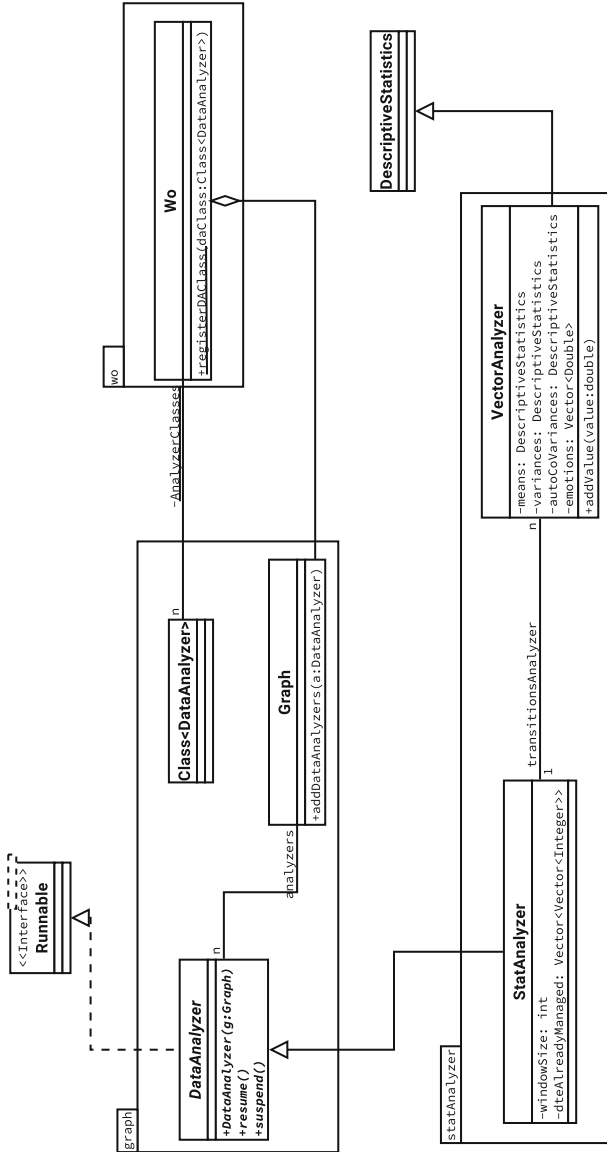 <<Interface>>
Runnable
graph
DataAnalyzer
+DataAnalyzer(g:Graph)
+resume()
+suspend()
n
analyzers
Class<DataAnalyzer>
n
Graph
+addDataAnalyzers(a:DataAnalyzer)
-AnalyzerClasses
wo
Wo
+registerDAClass(daClass:Class<DataAnalyzer>)
statAnalyzer
StatAnalyzer
-windowSize: int
-dteAlreadyManaged: Vector<Vector<Integer>>
1
transitionsAnalyzer
n
VectorAnalyzer
-means: DescriptiveStatistics
-variances: DescriptiveStatistics
-autoCoVariances: DescriptiveStatistics
-emotions: Vector<Double>
+addValue(value:double)
DescriptiveStatistics